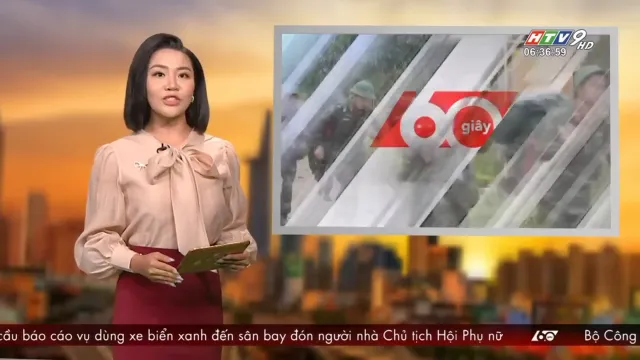 HTV9 HD
06:36:59
60 giây
cầu báo cáo vụ dùng xe biển xanh đến sân bay đón người nhà Chủ tịch Hội Phụ nữ 60 Bộ Công